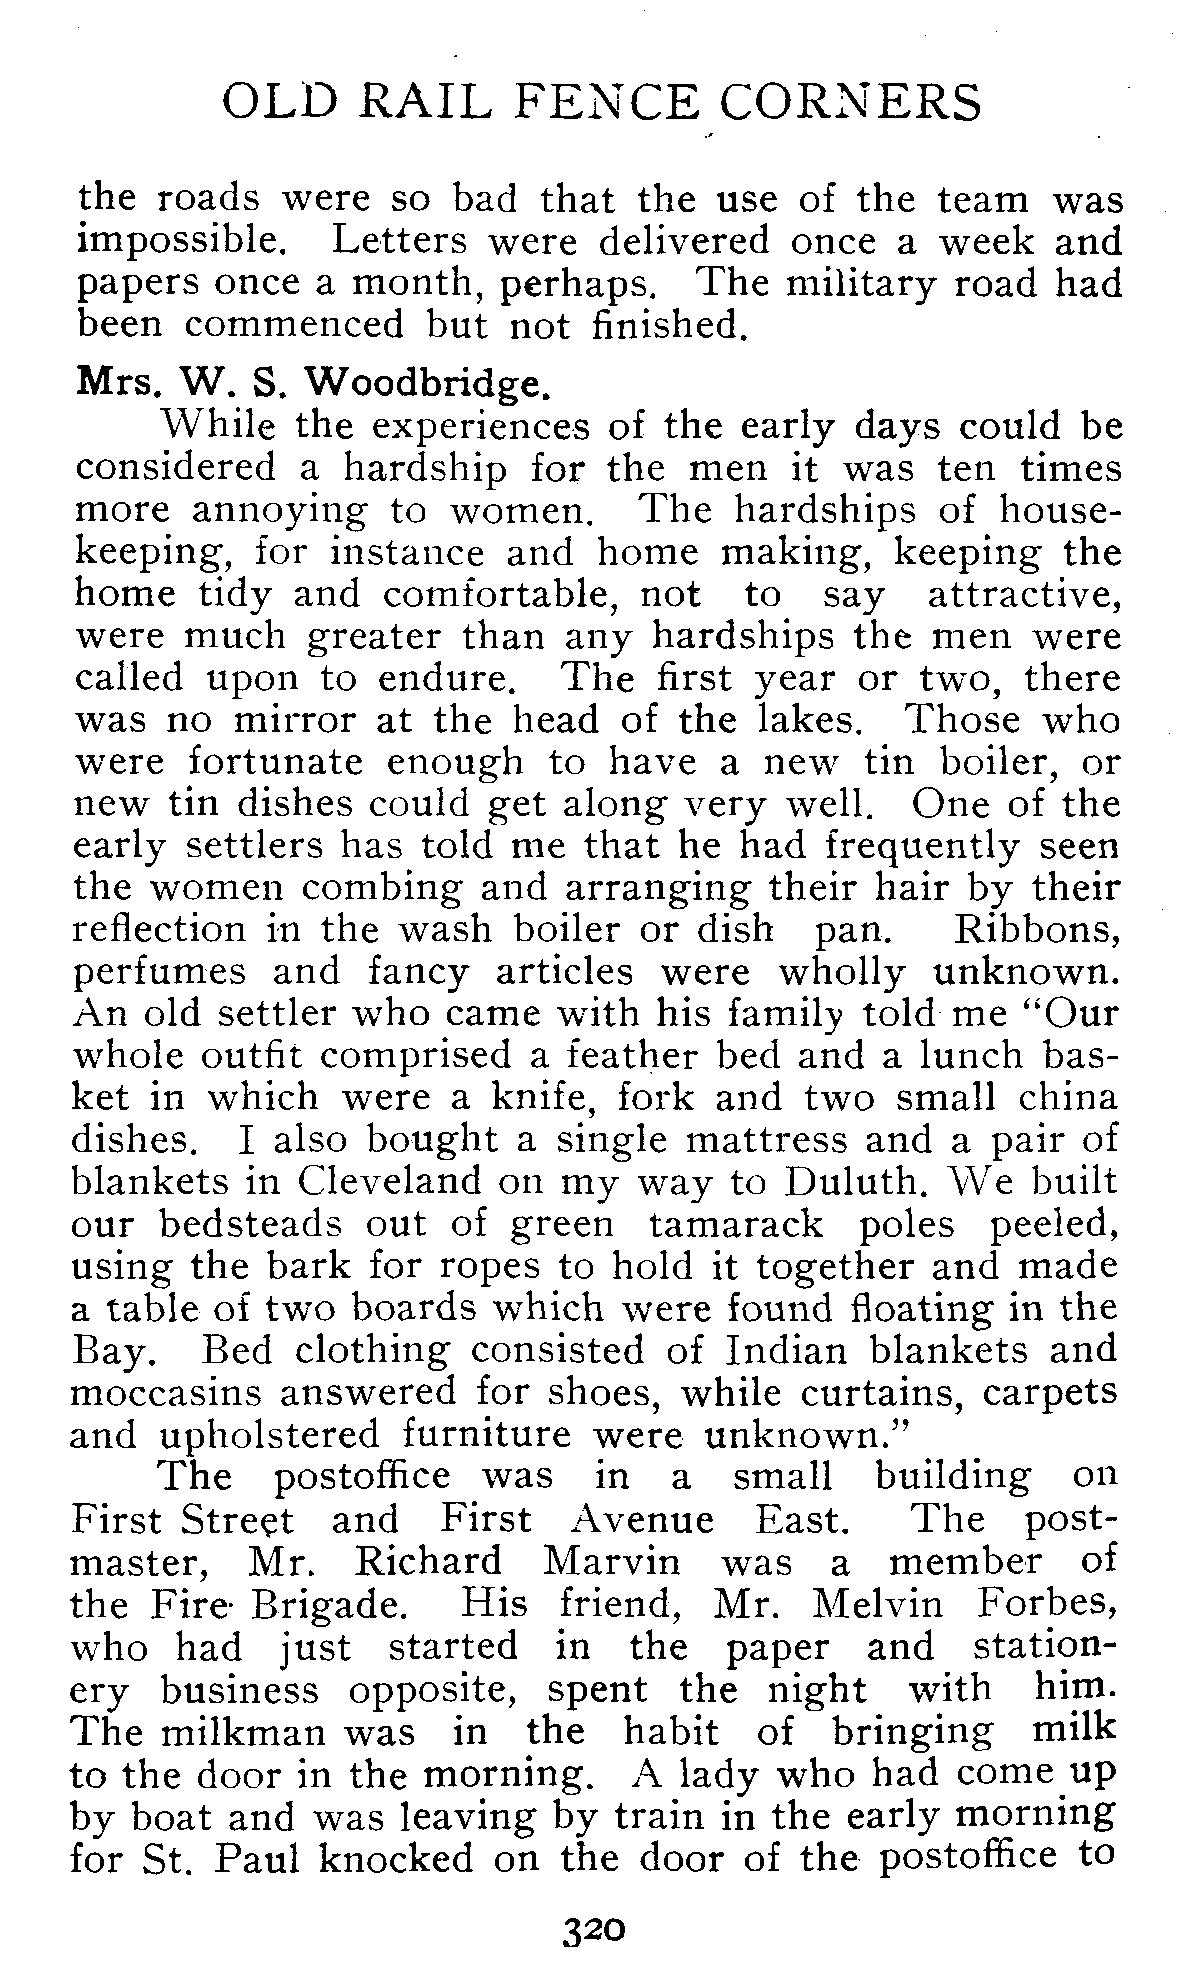 OLD RAIL FENCE CORNERS
the roads were so bad that the use of the team was
impossible. Letters were delivered once a week and
papers once a month, perhaps. The military road had
been commenced but not finished.
Mrs. W. S. Woodbridge.
While the experiences of the early days could be
considered a hardship for the men it was ten times
more annoying to women. The hardships of house-
keeping, for instance and home making, keeping the
home tidy and comfortable, not to say attractive,
were much greater than any hardships the men were
called upon to endure. The first year or two, there
was no mirror at the head of the lakes. Those who
were fortunate enough to have a new tin boiler, or
new tin dishes could get along very well. One of the
early settlers has told me that he had frequently seen
the women combing and arranging their hair by their
reflection in the wash boiler or dish pan. Ribbons,
perfumes and fancy articles were wholly unknown.
An old settler who came with his family told me “Our
whole outfit comprised a feather bed and a lunch bas-
ket in which were a knife, fork and two small china
dishes. I also bought a single mattress and a pair of
blankets in Cleveland on my way to Duluth. We built
our bedsteads out of green tamarack poles peeled,
using the bark for ropes to hold it together and made
a table of two boards which were found floating in the
Bay. Bed clothing consisted of Indian blankets and
moccasins answered for shoes, while curtains, carpets
and upholstered furniture were unknown.”
The postoffice was in a small building on
First Street and First Avenue East. The post-
master, Mr. Richard Marvin was a member of
the Fire Brigade. His friend, Mr. Melvin Forbes,
who had just started in the paper and station-
ery business opposite, spent the night with him.
The milkman was in the habit of bringing milk
to the door in the morning. A lady who had come up
by boat and was leaving by train in the early morning
for St. Paul knocked on the door of the postoffice to
320